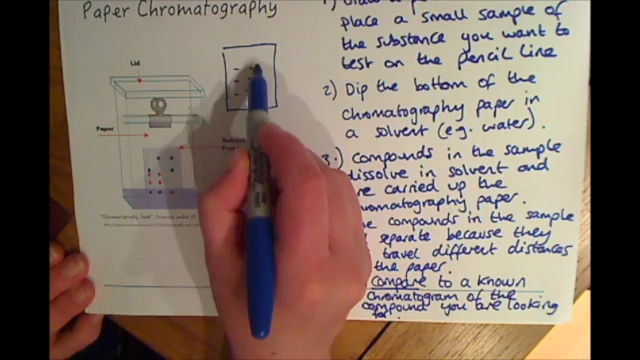 Paper Chromatography
Lid
Paper
place a small sample of
the substance you want to
test on the pencil line
2) Dip the bottom of the
chromatography paper in
a solvent (e.g. water).
3.) Compounds in the sample
dissolve in solvent and
are carried up the
chromatography paper.
compounds in the sample
separate because they
travel different distances
the paper.
compare to a known
chromatogram of the
compound you are looking
for.